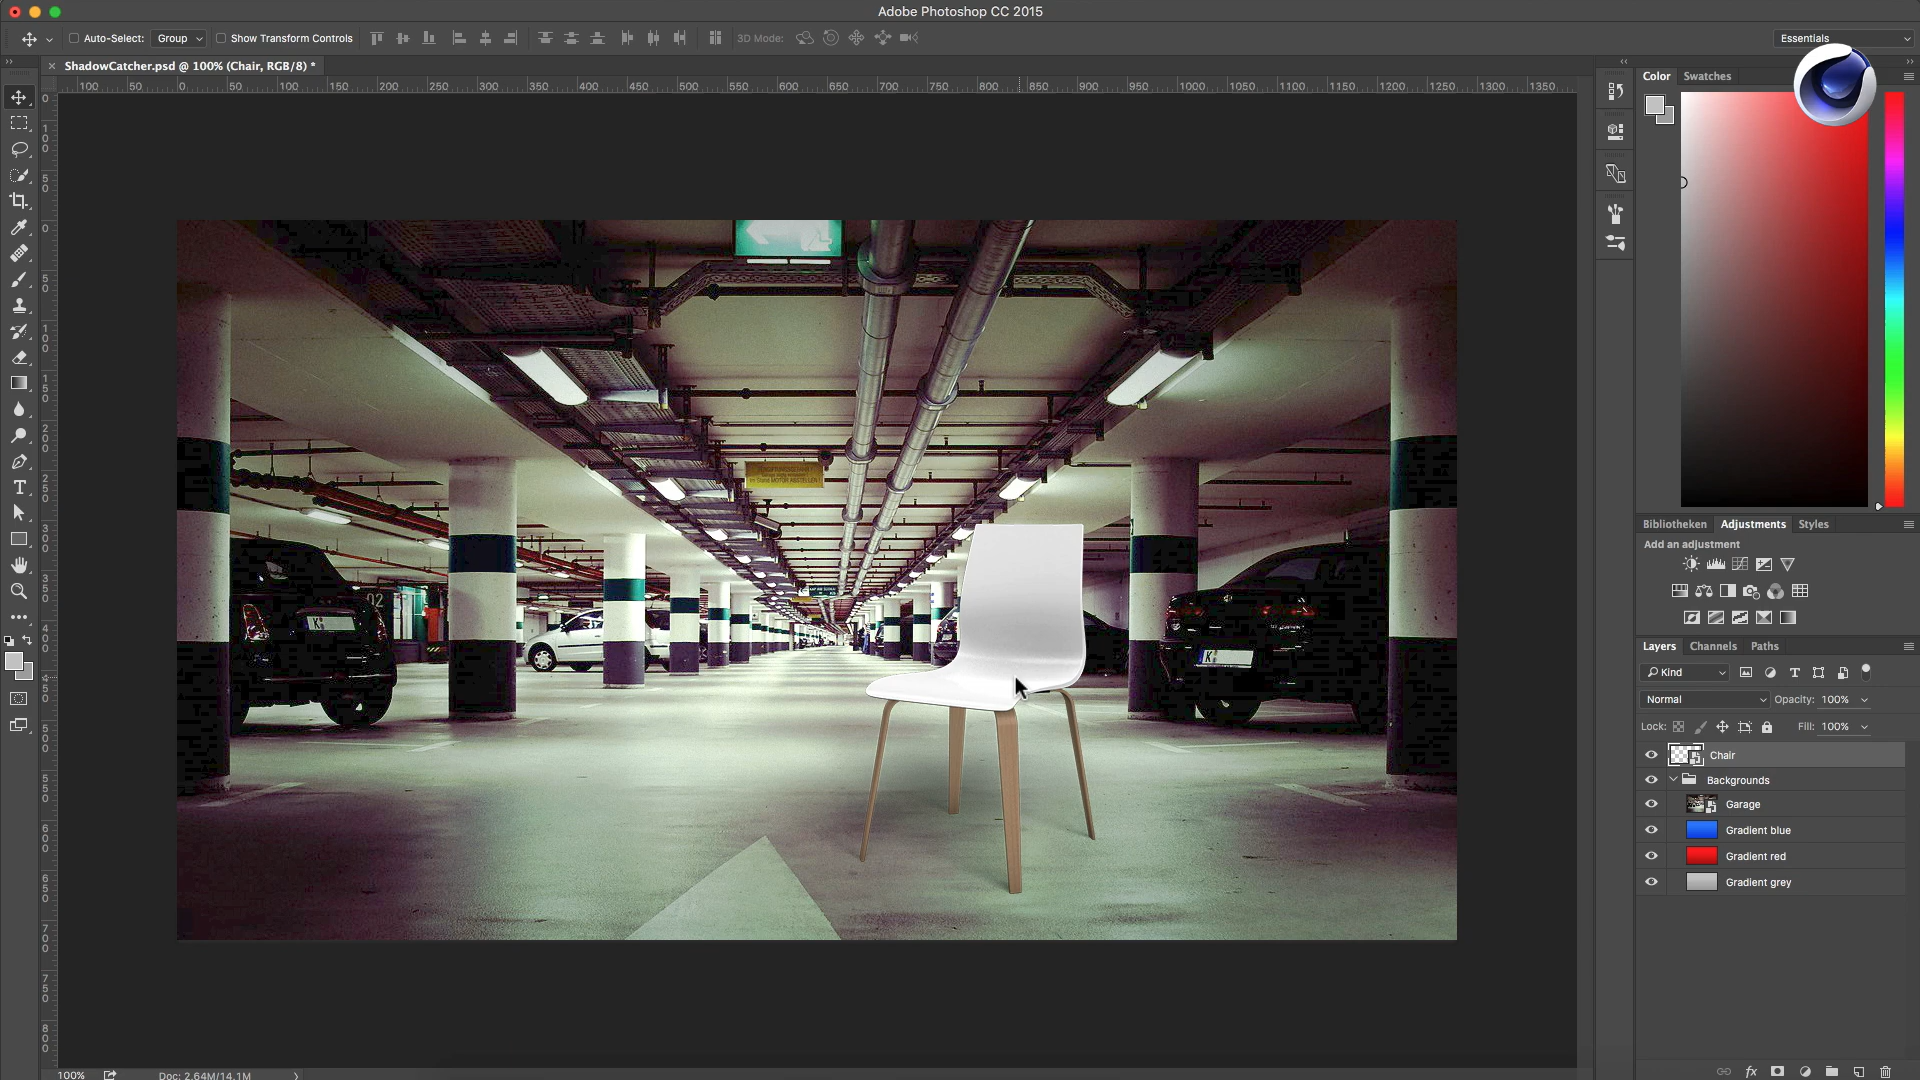 Adobe Photoshop CC 2015
Auto-Select: Group Show Transform Controls 3D Mode: Essentials
ShadowCatcher.psd @ 100% (Chair, RGB/8) *
100 50 0 50 100 150 200 250 300 350 400 450 500 550 600 650 700 750 800 850 900 950 1000 1050 1100 1150 1200 1250 1300 1350
Color Swatches
Bibliotheken Adjustments Styles
Add an adjustment
Layers Channels Paths
Kind
Normal Opacity: 100%
Lock: Fill: 100%
Chair
Backgrounds
Garage
Gradient blue
Gradient red
Gradient grey
02
100% Doc: 2,64M/14,1M